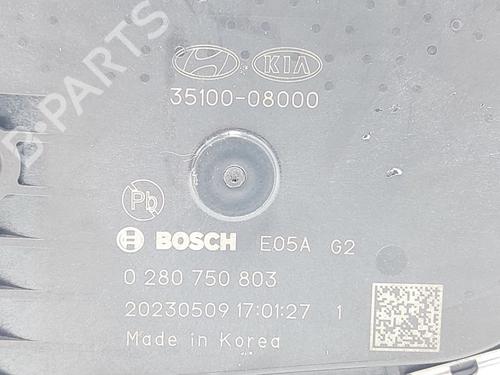 B-PARTS
KIA
35100-08000
Pb
BOSCH E05A G2
0 280 750 803
20230509 17:01:27 1
Made in Korea